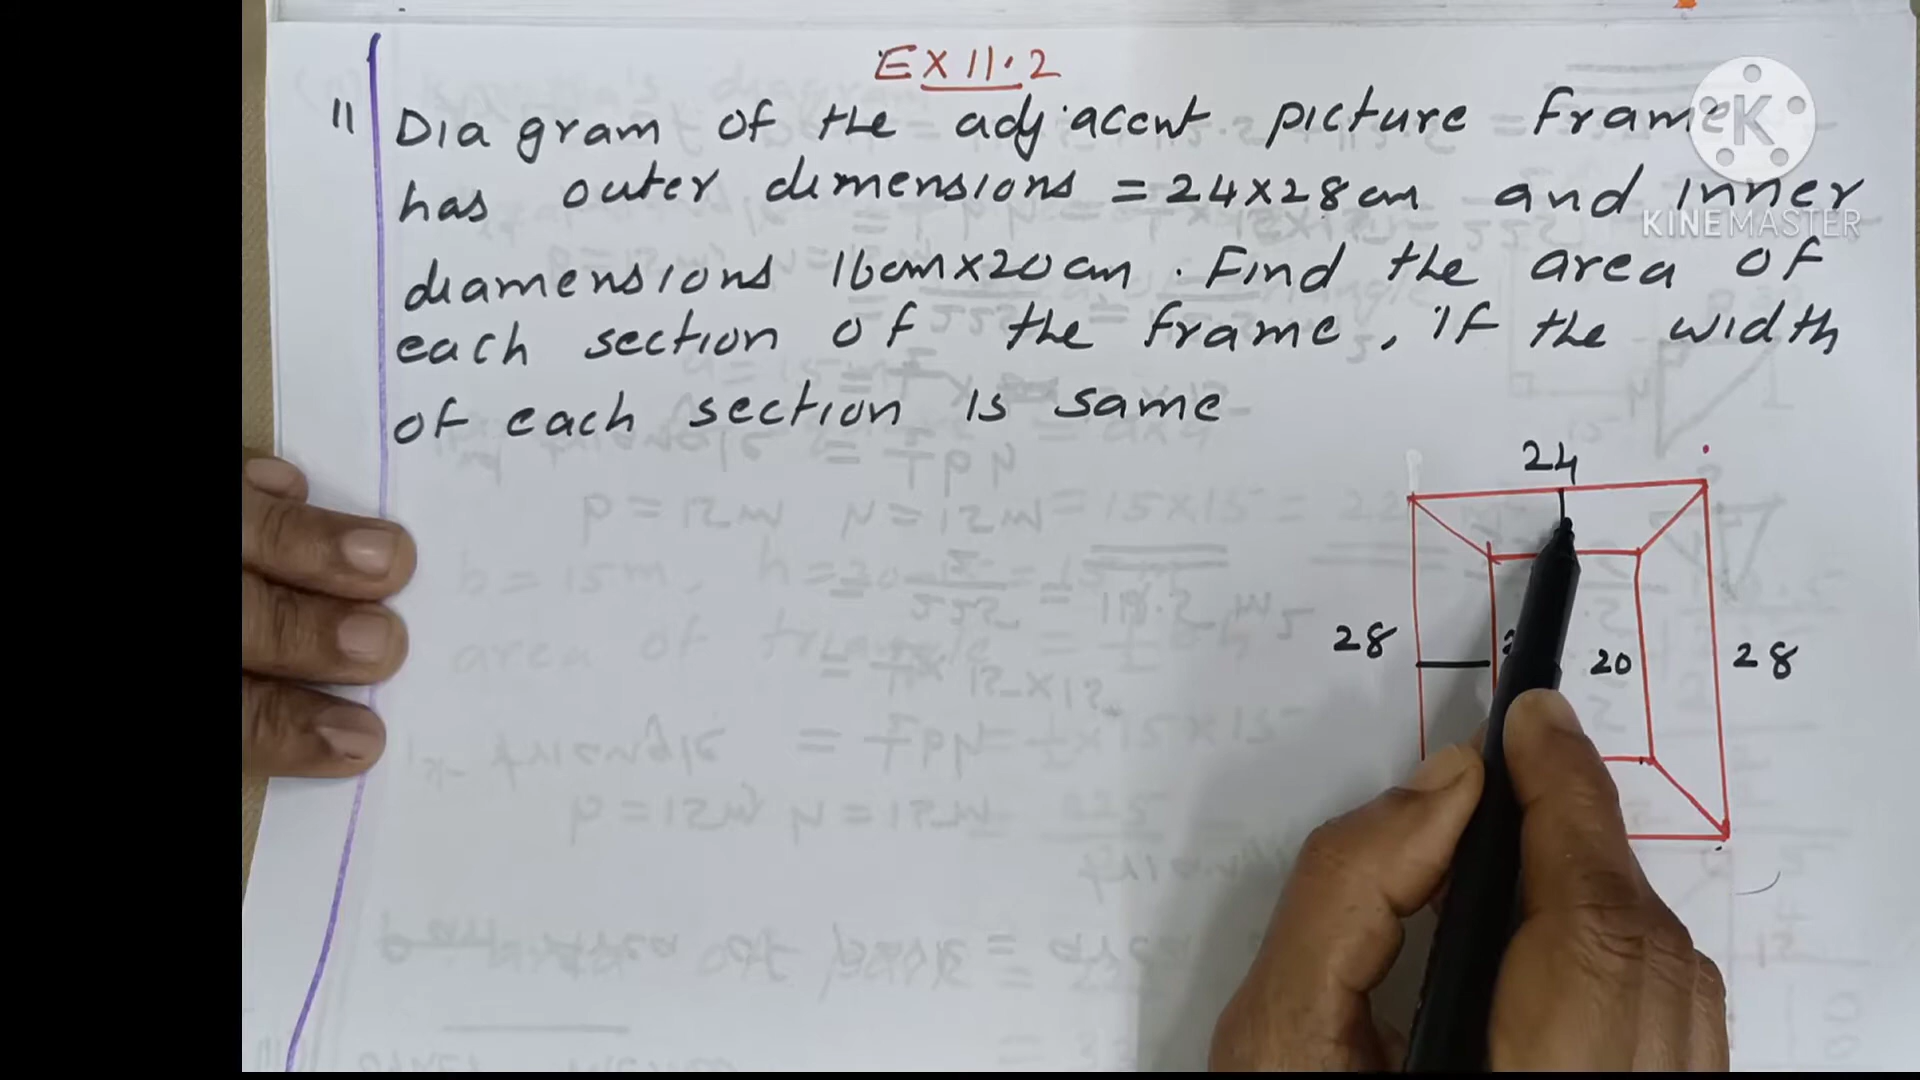 EX 11.2
11 Diagram of the adjacent picture frame
has outer dimensions = 24x28cm and inner
diamensions 16cmx20cm. Find the area of
each section of the frame, If the width
of each section is same
24
28 20 28
K
KINEMASTER